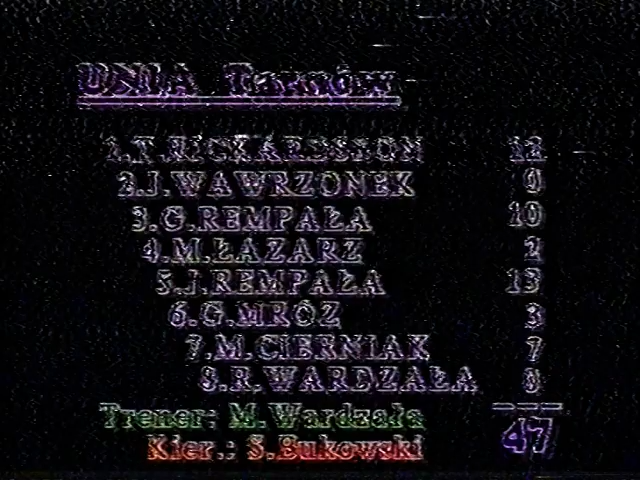 UNIA Tarnów
1.T.RICKARDSSON 12
2.J.WAWRZONEK 0
3.G.REMPAŁA 10
4.M.ŁAZARZ 2
5.J.REMPAŁA 13
6.G.MRÓZ 3
7.M.CIERNIAK 7
8.R.WARDZAŁA 0
Trener: M.Wardzała
Kier.: S.Bukowski 47